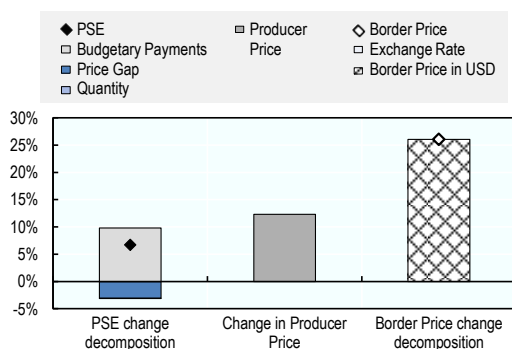 PSE
Producer Price
Border Price
Budgetary Payments
Exchange Rate
Price Gap
Border Price in USD
Quantity
30%
25%
20%
15%
10%
5%
0%
-5%
PSE change
decomposition
Change in Producer
Price
Border Price change
decomposition